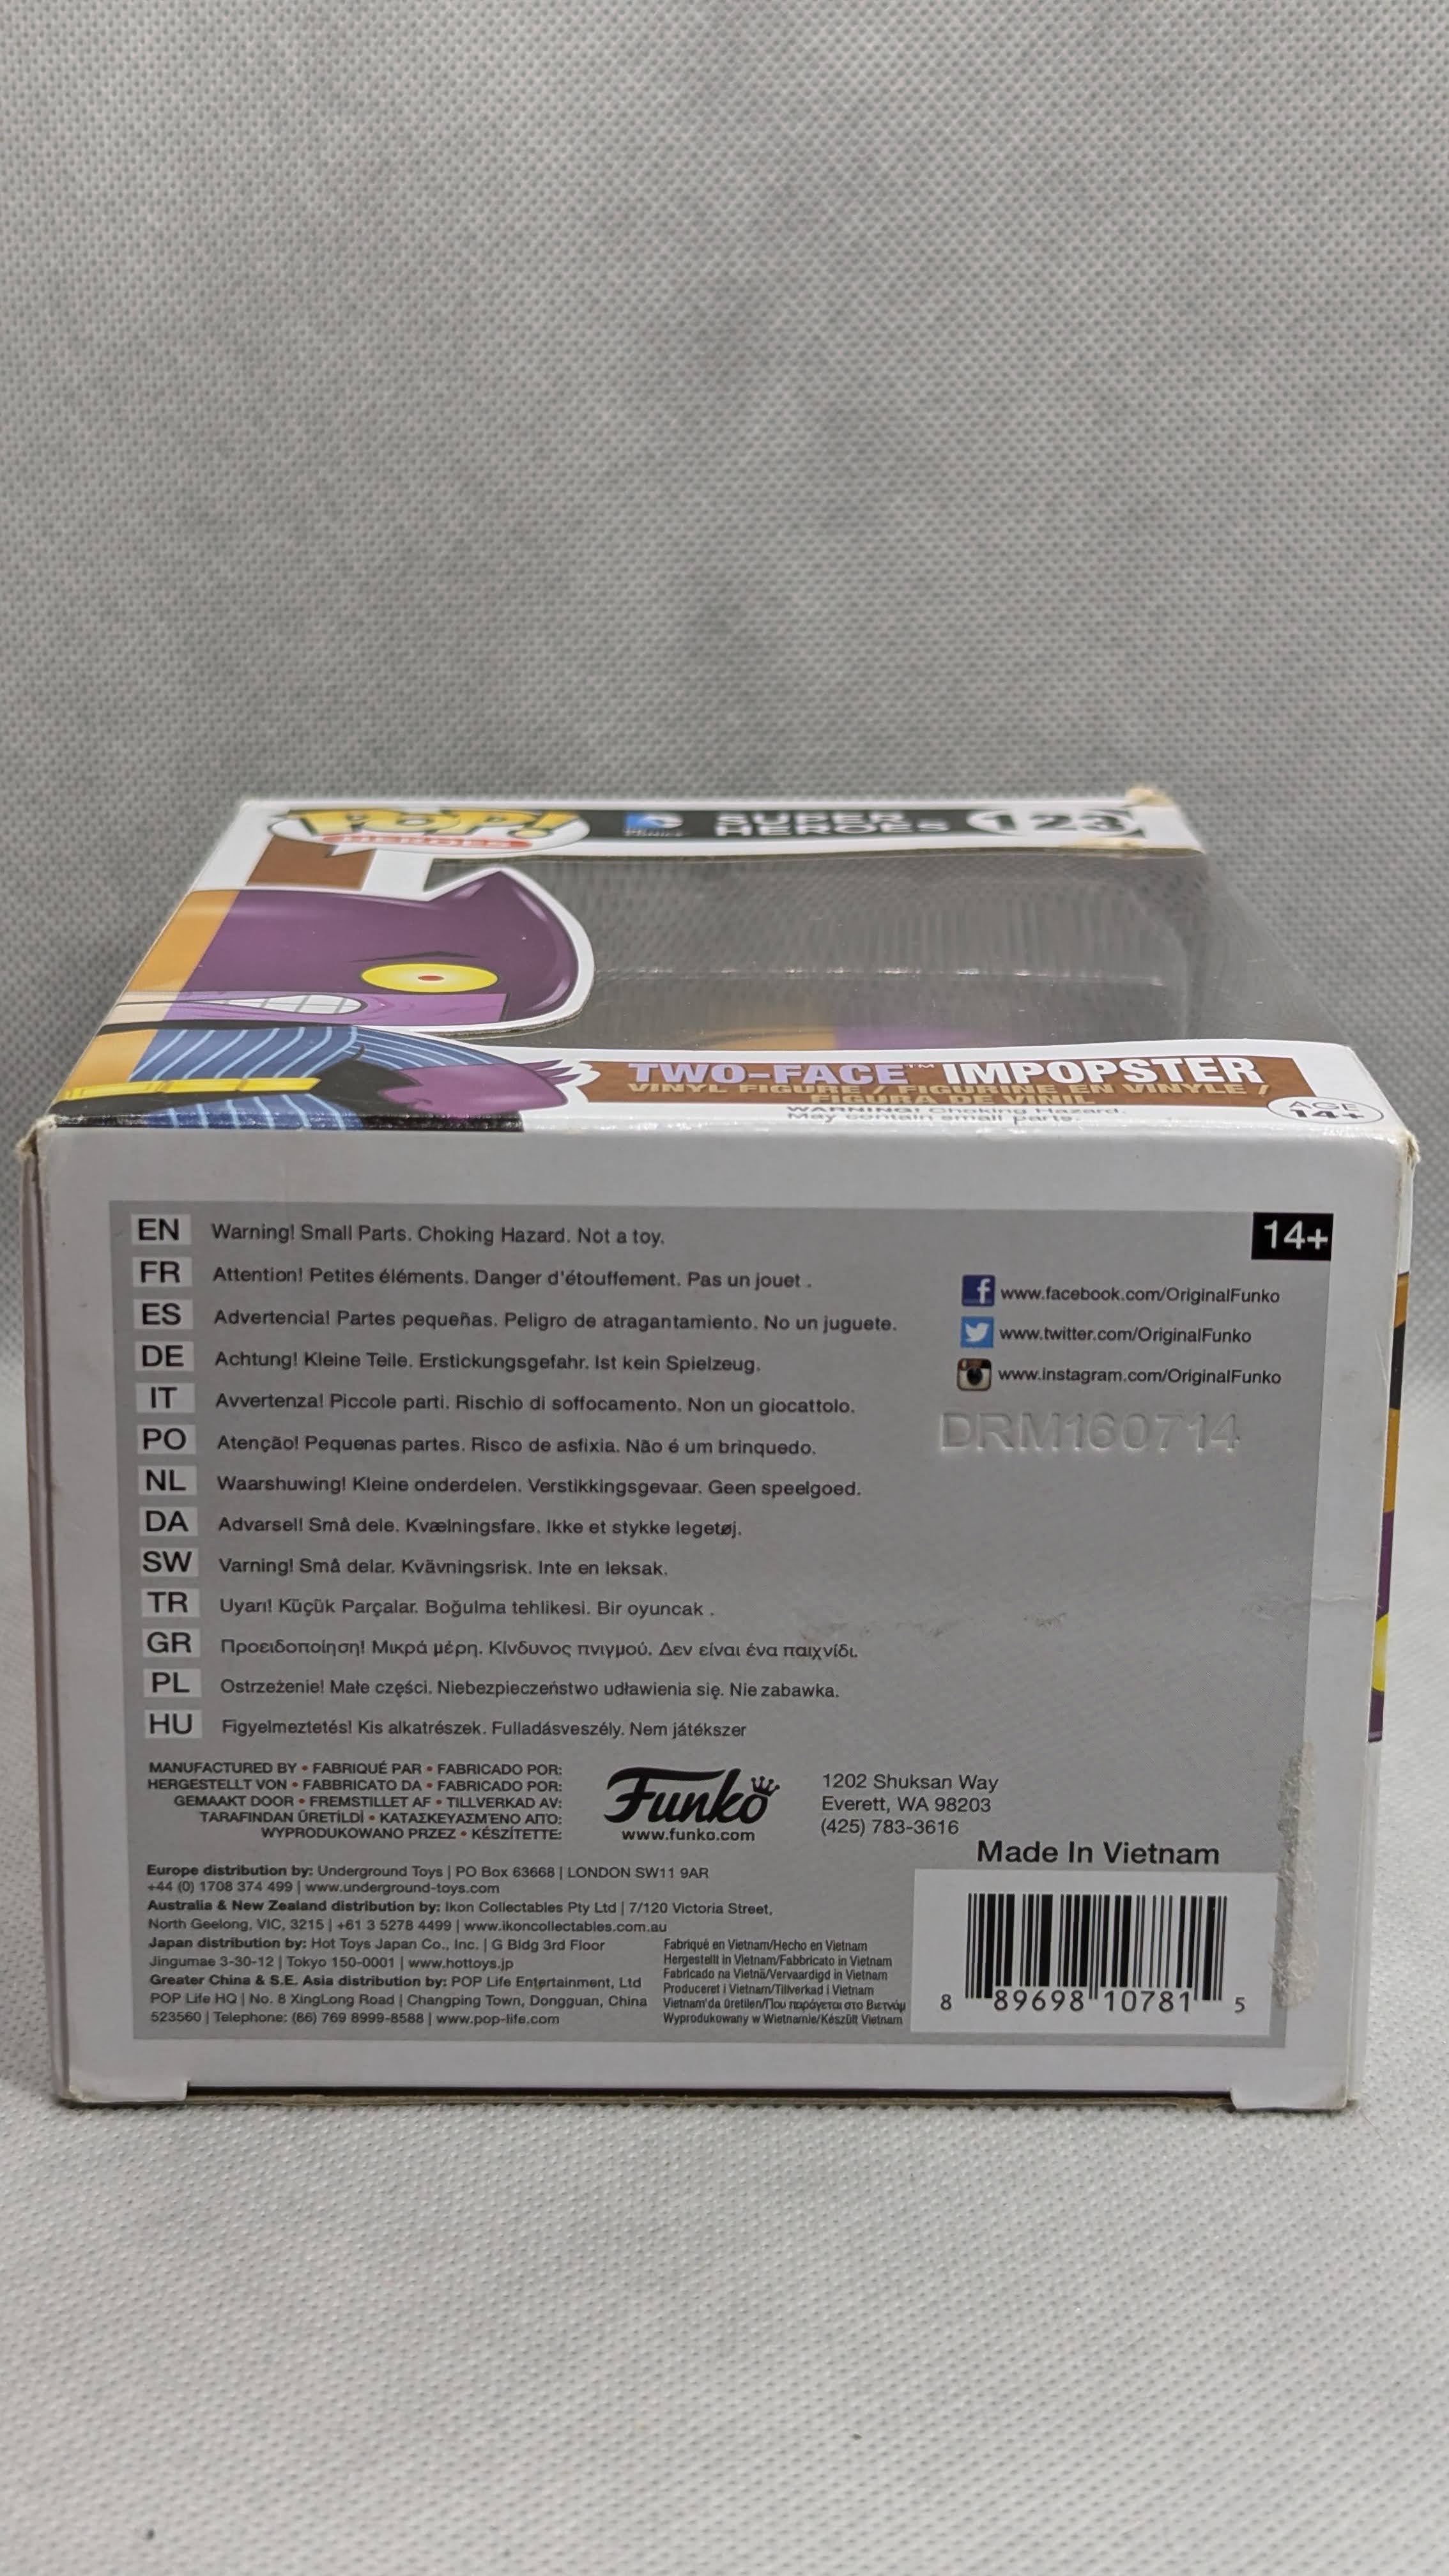 POP!
HEROES
SUPER
HEROES
123
TWO-FACE™ IMPOPSTER
VINYL FIGURE / FIGURINE EN VINYLE /
FIGURA DE VINIL
WARNING: Choking Hazard.
May contain small parts.
AGE
14+
14+
EN Warning! Small Parts. Choking Hazard. Not a toy.
FR Attention! Petites éléments. Danger d'étouffement. Pas un jouet .
ES Advertencia! Partes pequeñas. Peligro de atragantamiento. No un juguete.
DE Achtung! Kleine Teile. Erstickungsgefahr. Ist kein Spielzeug.
IT Avvertenza! Piccole parti. Rischio di soffocamento. Non un giocattolo.
PO Atenção! Pequenas partes. Risco de asfixia. Não é um brinquedo.
NL Waarshuwing! Kleine onderdelen. Verstikkingsgevaar. Geen speelgoed.
DA Advarsel! Små dele. Kvælningsfare. Ikke et stykke legetøj.
SW Varning! Små delar. Kvävningsrisk. Inte en leksak.
TR Uyarı! Küçük Parçalar. Boğulma tehlikesi. Bir oyuncak .
GR Προειδοποίηση! Μικρά μέρη. Κίνδυνος πνιγμού. Δεν είναι ένα παιχνίδι.
PL Ostrzeżenie! Małe części. Niebezpieczeństwo udławienia się. Nie zabawka.
HU Figyelmeztetés! Kis alkatrészek. Fulladásveszély. Nem játékszer
www.facebook.com/OriginalFunko
www.twitter.com/OriginalFunko
www.instagram.com/OriginalFunko
DRM160714
MANUFACTURED BY • FABRIQUÉ PAR • FABRICADO POR:
HERGESTELLT VON • FABBRICATO DA • FABRICADO POR:
GEMAAKT DOOR • FREMSTILLET AF • TILLVERKAD AV:
TARAFINDAN ÜRETİLDİ • ΚΑΤΑΣΚΕΥΑΣΜΈΝΟ ΑΠΌ:
WYPRODUKOWANO PRZEZ • KÉSZÍTETTE:
Funko
www.funko.com
1202 Shuksan Way
Everett, WA 98203
(425) 783-3616
Made In Vietnam
Europe distribution by: Underground Toys | PO Box 63668 | LONDON SW11 9AR
+44 (0) 1708 374 499 | www.underground-toys.com
Australia & New Zealand distribution by: Ikon Collectables Pty Ltd | 7/120 Victoria Street,
North Geelong, VIC, 3215 | +61 3 5278 4499 | www.ikoncollectables.com.au
Japan distribution by: Hot Toys Japan Co., Inc. | G Bldg 3rd Floor
Jingumae 3-30-12 | Tokyo 150-0001 | www.hottoys.jp
Greater China & S.E. Asia distribution by: POP Life Entertainment, Ltd
POP Life HQ | No. 8 XingLong Road | Changping Town, Dongguan, China
523560 | Telephone: (86) 769 8999-8588 | www.pop-life.com
Fabriqué en Vietnam/Hecho en Vietnam
Hergestellt in Vietnam/Fabbricato in Vietnam
Fabricado na Vietnã/Vervaardigd in Vietnam
Produceret i Vietnam/Tillverkad i Vietnam
Vietnam'da üretilen/Που παράγεται στο Βιετνάμ
Wyprodukowany w Wietnamie/Készült Vietnam
8 89698 10781 5